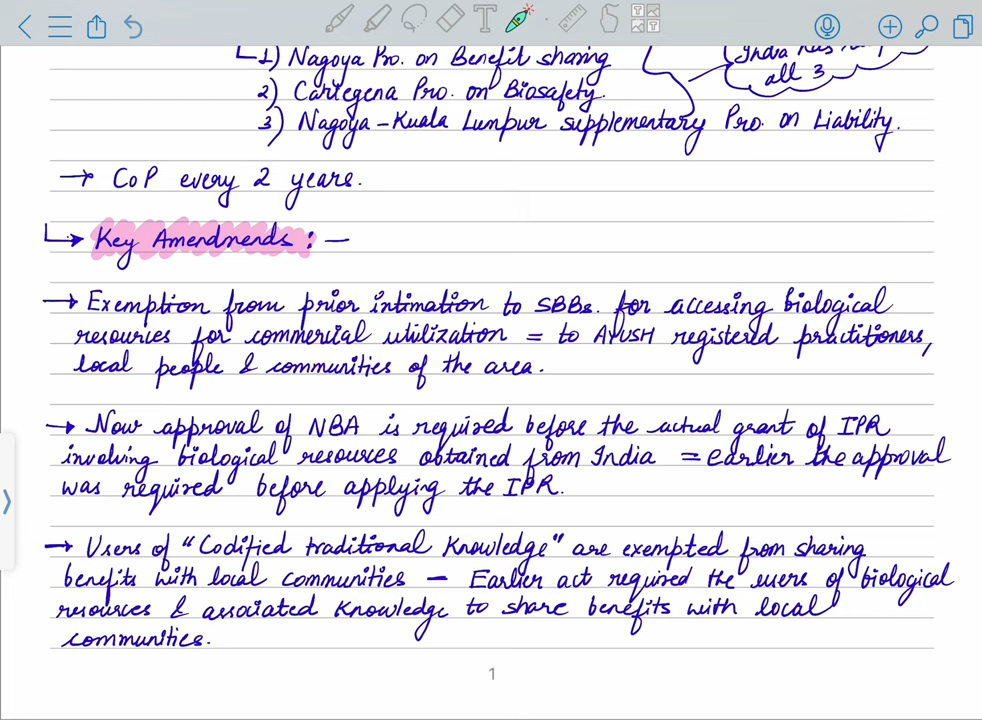 1) Nagoya Pro. on Benefit sharing
India has
all 3
2) Cartegena Pro. on Biosafety.
3) Nagoya - Kuala Lumpur supplementary Pro. on Liability.
→ CoP every 2 years.
Key Amendmends : —
→ Exemption from prior intimation to SBBs. for accessing biological
resources for commercial utilization = to AYUSH registered practitioners,
local people & communities of the area.
→ Now approval of NBA is required before the actual grant of IPR
involving biological resources obtained from India = earlier the approval
was required before applying the IPR.
→ Users of "Codified traditional Knowledge" are exempted from sharing
benefits with local communities — Earlier act required the users of biological
resources & associated Knowledge to share benefits with local
communities.
1